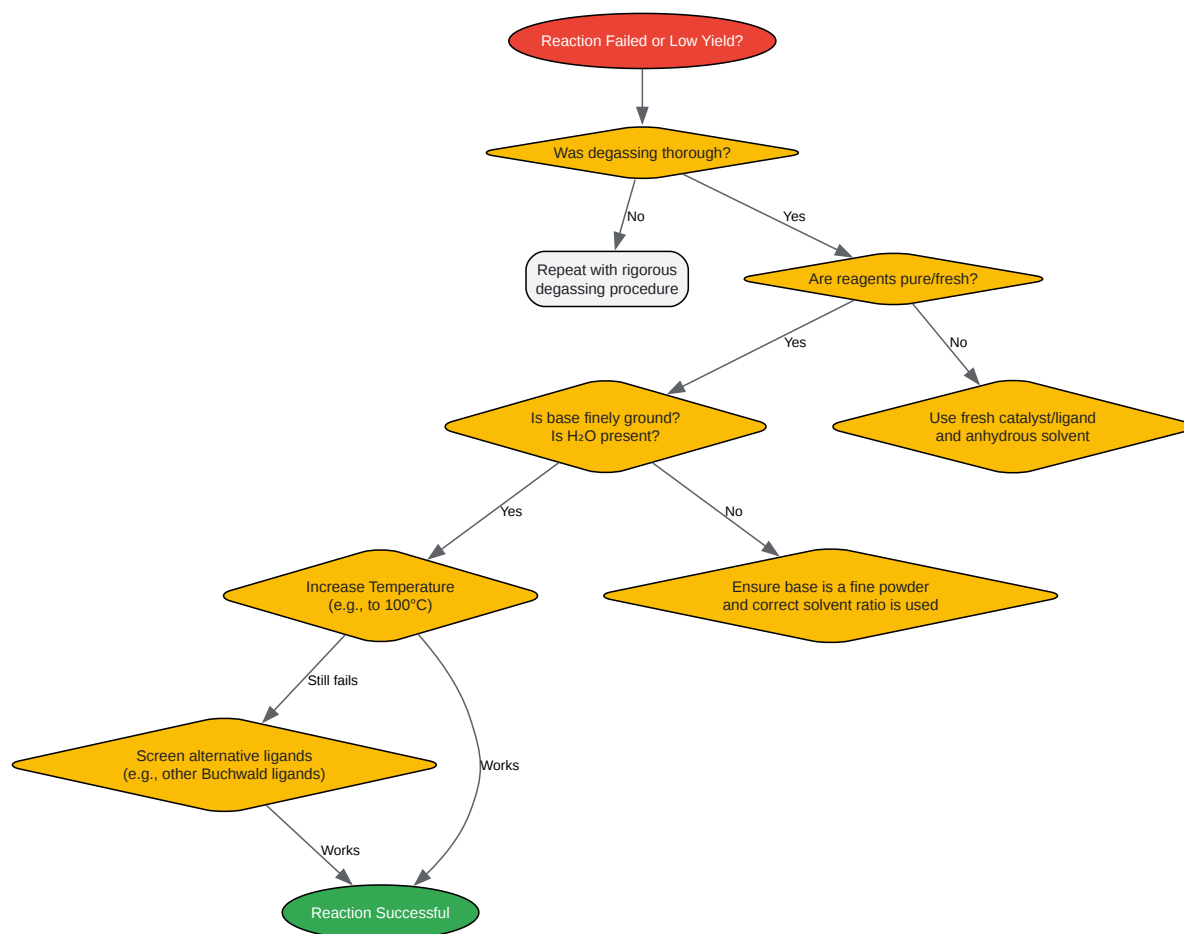 Reaction Failed or Low Yield?
Was degassing thorough?
No
Yes
Repeat with rigorous
degassing procedure
Are reagents pure/fresh?
Yes
No
Is base finely ground?
Is H₂O present?
Use fresh catalyst/ligand
and anhydrous solvent
Yes
No
Increase Temperature
(e.g., to 100°C)
Ensure base is a fine powder
and correct solvent ratio is used
Still fails
Screen alternative ligands
(e.g., other Buchwald ligands)
Works
Works
Reaction Successful